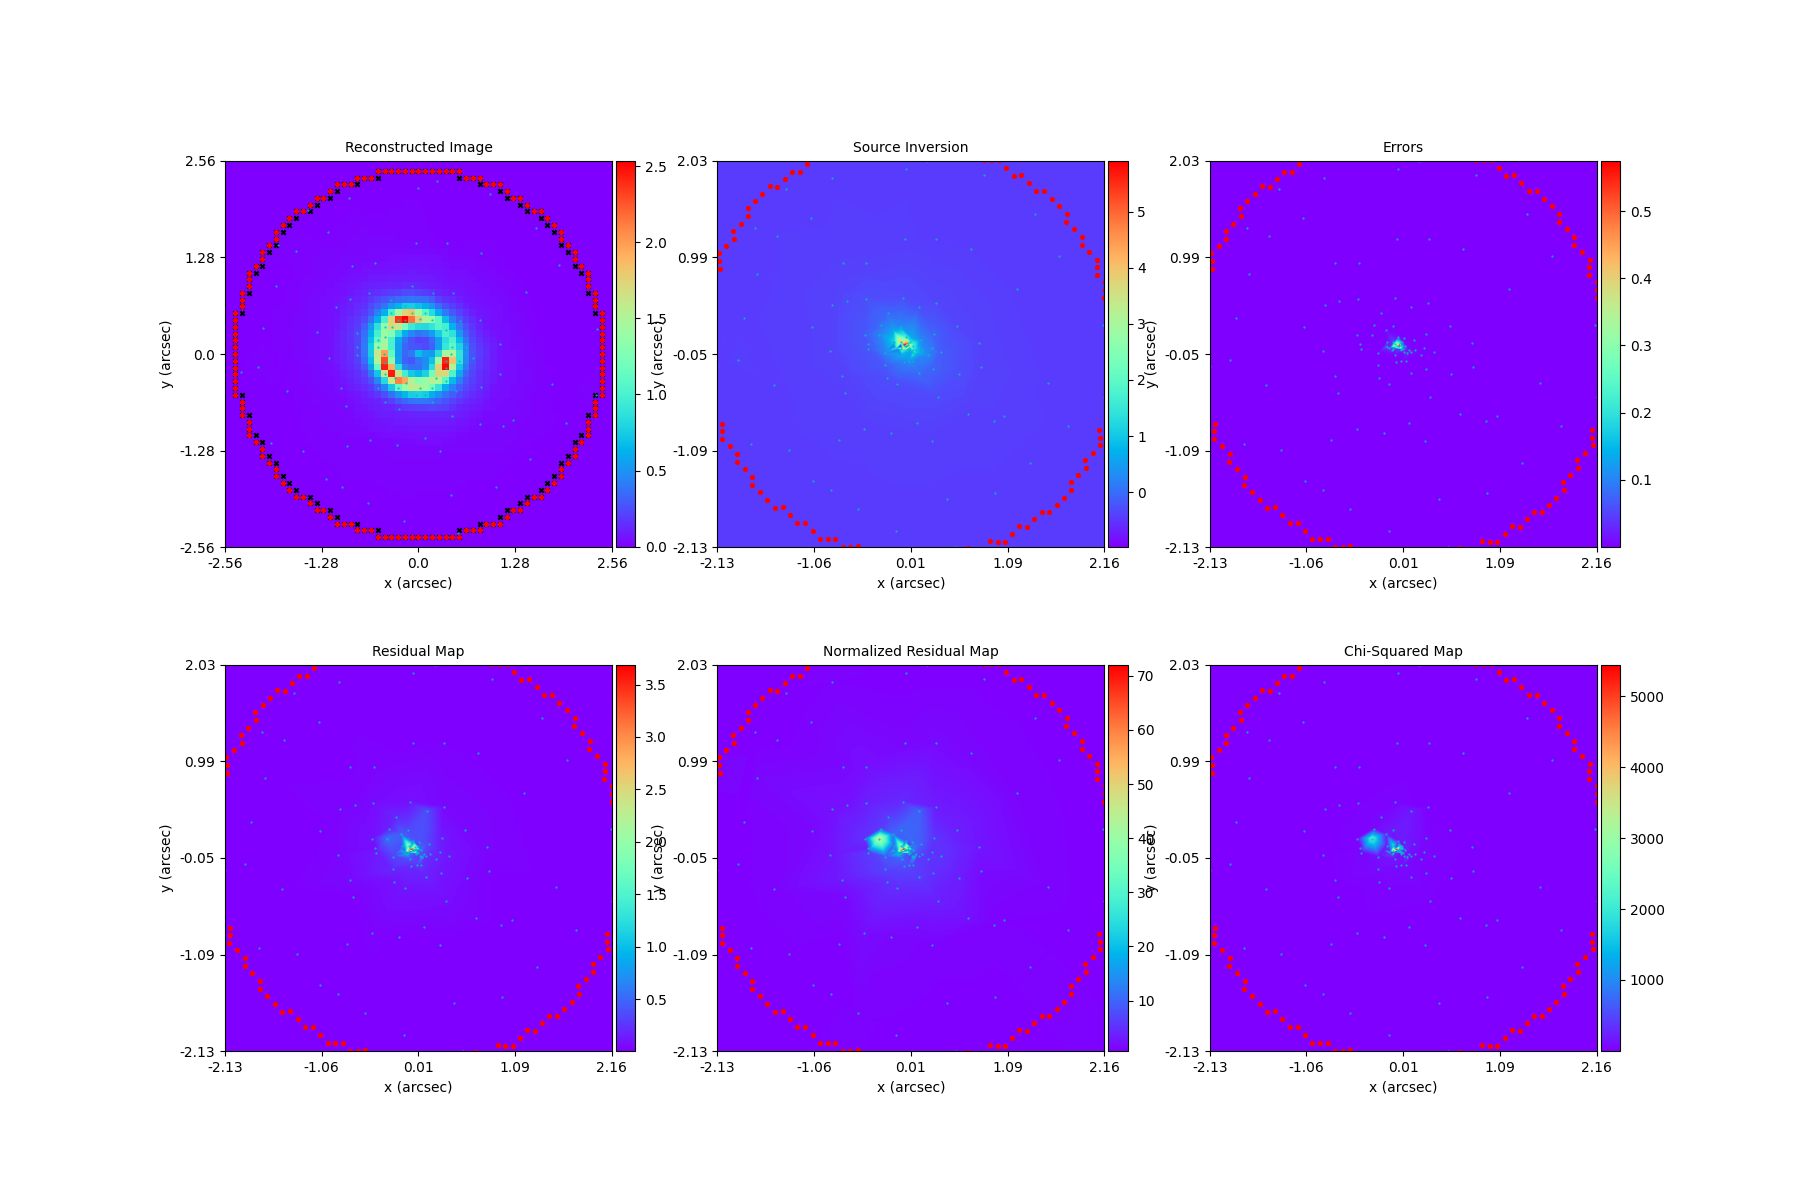 Reconstructed Image
Source Inversion
Errors
2.56
1.28
0.0
-1.28
-2.56
y (arcsec)
-2.56 -1.28 0.0 1.28 2.56
x (arcsec)
2.5
2.0
1.5
1.0
0.5
0.0
2.03
0.99
-0.05
-1.09
-2.13
y (arcsec)
-2.13 -1.06 0.01 1.09 2.16
x (arcsec)
5
4
3
2
1
0
2.03
0.99
-0.05
-1.09
-2.13
y (arcsec)
-2.13 -1.06 0.01 1.09 2.16
x (arcsec)
0.5
0.4
0.3
0.2
0.1
Residual Map
Normalized Residual Map
Chi-Squared Map
2.03
0.99
-0.05
-1.09
-2.13
y (arcsec)
-2.13 -1.06 0.01 1.09 2.16
x (arcsec)
3.5
3.0
2.5
2.0
1.5
1.0
0.5
2.03
0.99
-0.05
-1.09
-2.13
y (arcsec)
-2.13 -1.06 0.01 1.09 2.16
x (arcsec)
70
60
50
40
30
20
10
2.03
0.99
-0.05
-1.09
-2.13
y (arcsec)
-2.13 -1.06 0.01 1.09 2.16
x (arcsec)
5000
4000
3000
2000
1000